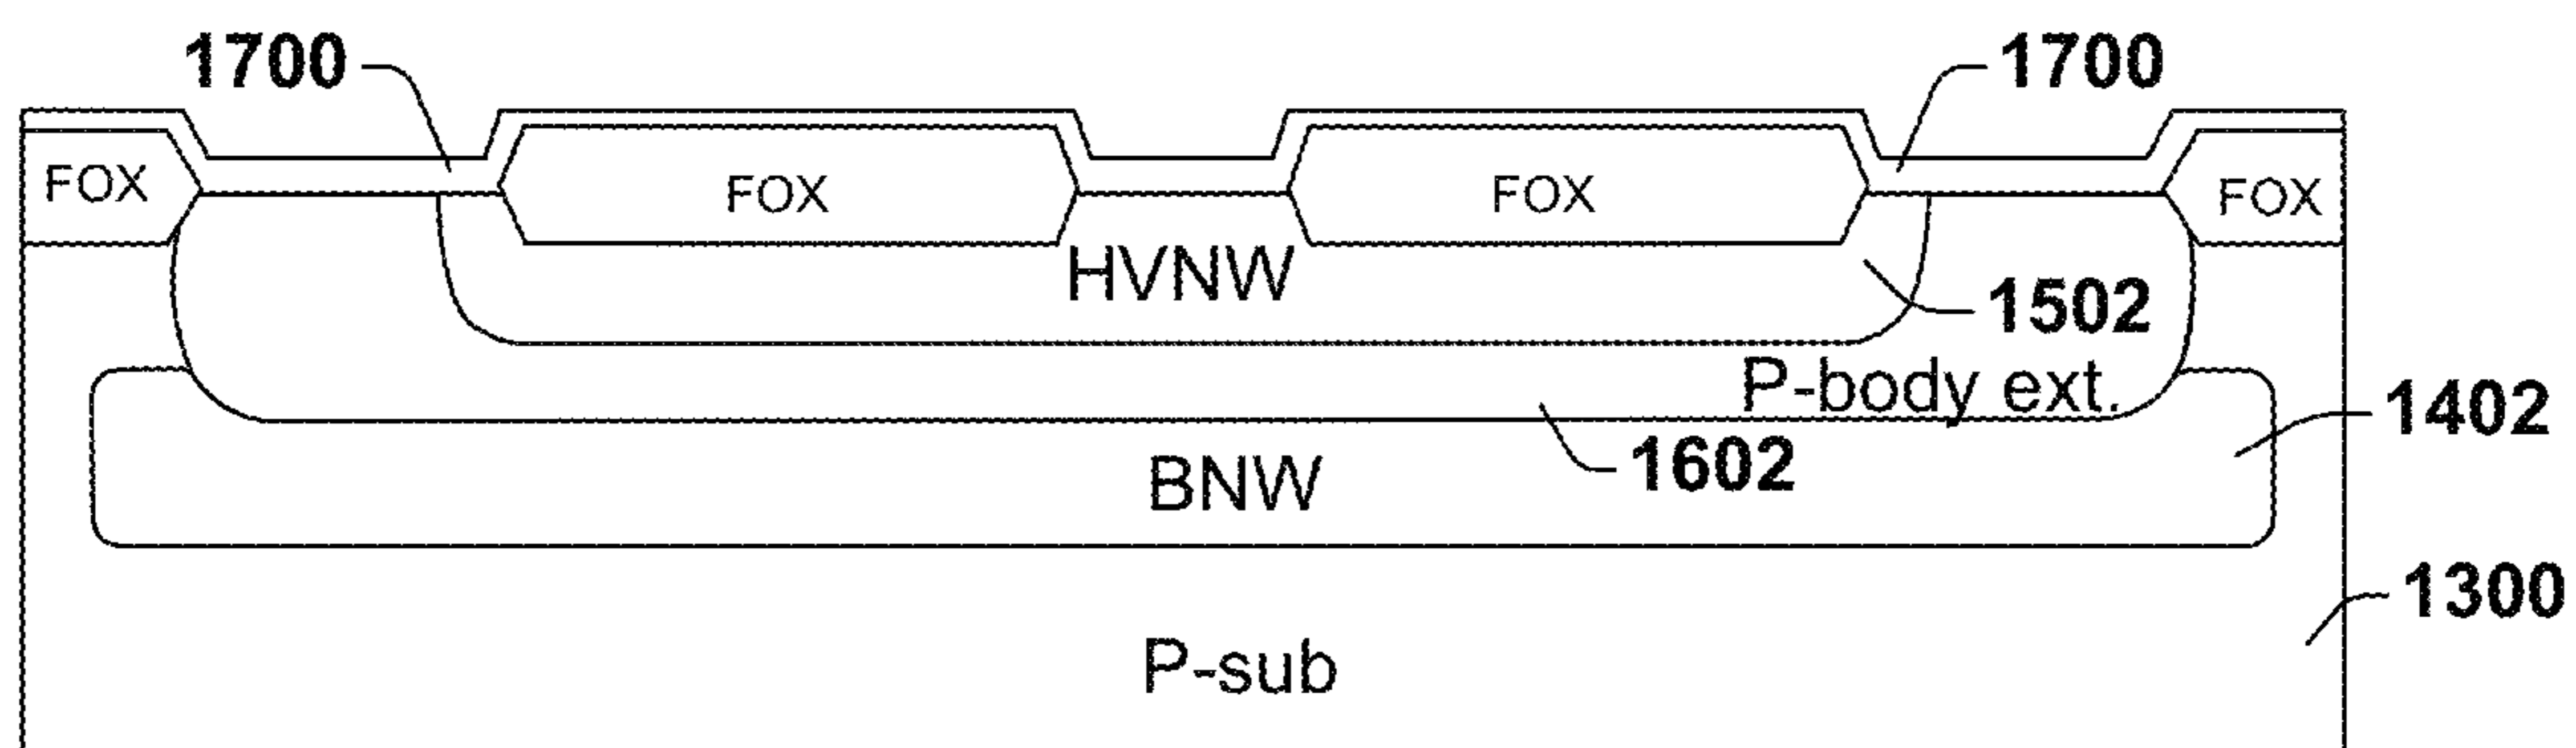 1700 1700
FOX FOX FOX FOX
HVNW
1502
P-body ext.
1402
1602
BNW
1300
P-sub